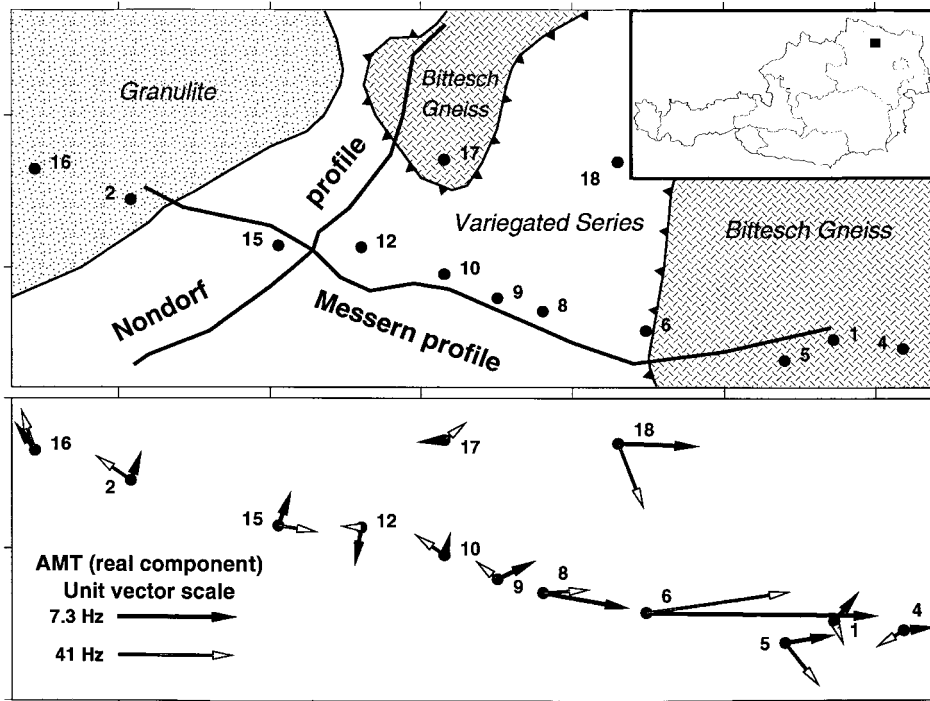 Granulite
Bittesch
Gneiss
16
2
17
18
profile
15
12
Variegated Series
Bittesch Gneiss
10
9
8
Nondorf
Messern profile
6
5
1
4
16
2
17
18
15
12
10
9
8
6
5
1
4
AMT (real component)
Unit vector scale
7.3 Hz
41 Hz